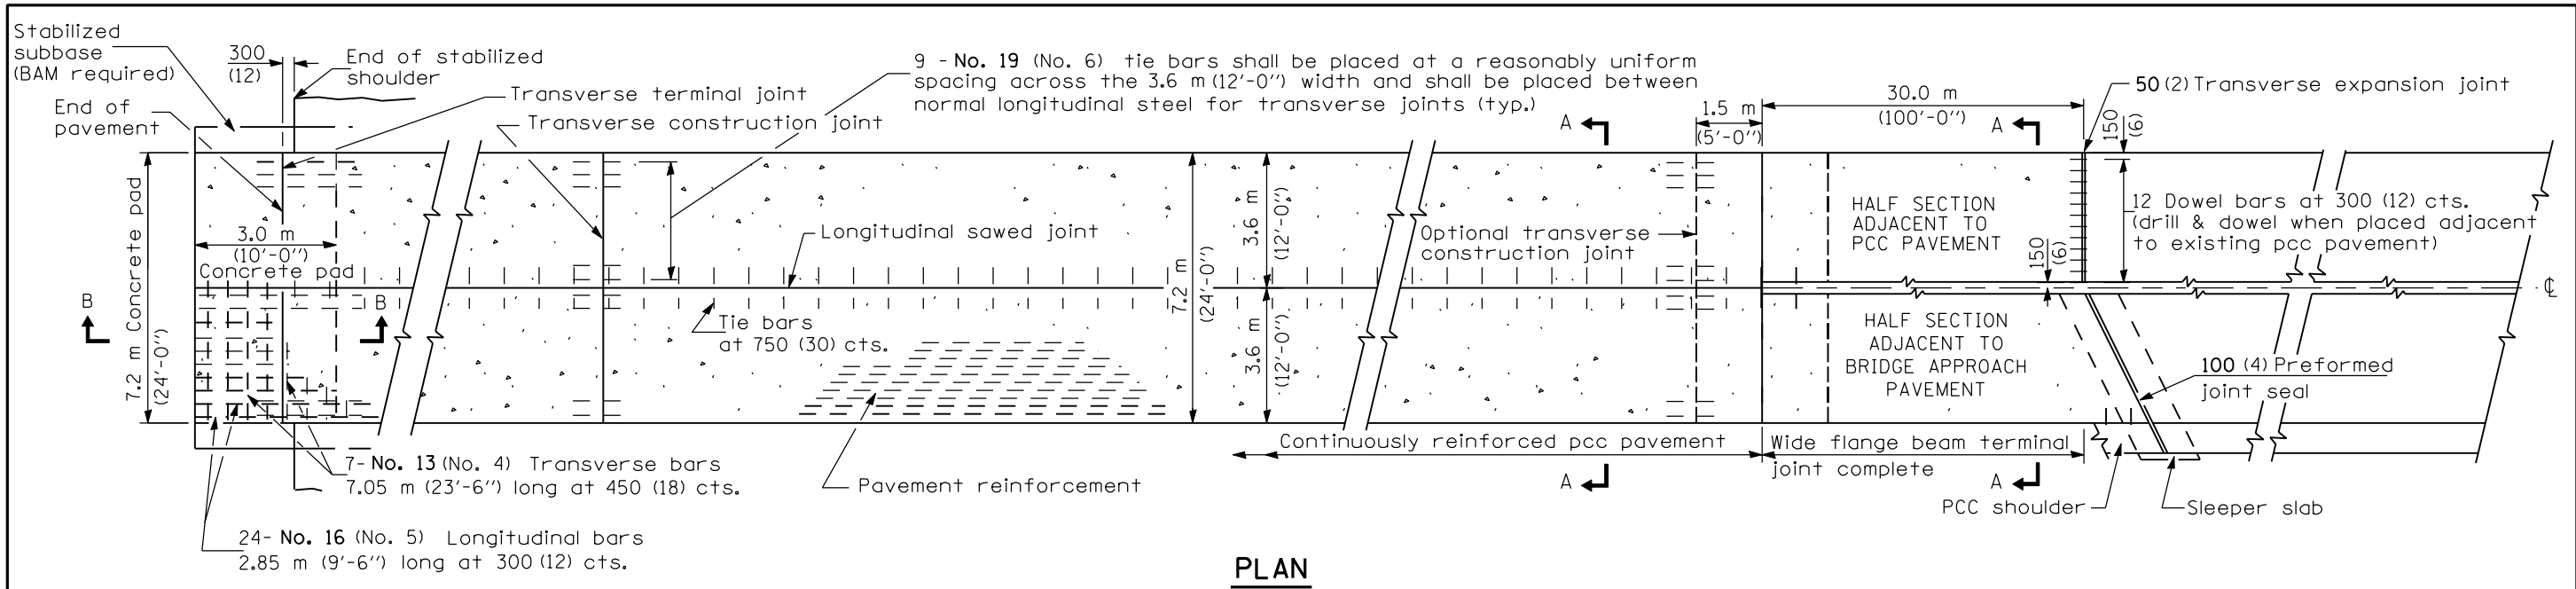 Stabilized
subbase
(BAM required)
300
(12)
End of stabilized
shoulder
End of
pavement
Transverse terminal joint
Transverse construction joint
9 - No. 19 (No. 6) tie bars shall be placed at a reasonably uniform
spacing across the 3.6 m (12'-0'') width and shall be placed between
normal longitudinal steel for transverse joints (typ.)
1.5 m
(5'-0'')
30.0 m
(100'-0'')
A
A
50 (2) Transverse expansion joint
150
(6)
7.2 m Concrete pad
(24'-0'')
3.0 m
(10'-0'')
Concrete pad
B
B
Longitudinal sawed joint
Tie bars
at 750 (30) cts.
7.2 m
(24'-0'')
3.6 m
(12'-0'')
3.6 m
(12'-0'')
Optional transverse
construction joint
HALF SECTION
ADJACENT TO
PCC PAVEMENT
150
(6)
12 Dowel bars at 300 (12) cts.
(drill & dowel when placed adjacent
to existing pcc pavement)
℄
HALF SECTION
ADJACENT TO
BRIDGE APPROACH
PAVEMENT
100 (4) Preformed
joint seal
Continuously reinforced pcc pavement
Wide flange beam terminal
joint complete
A
A
PCC shoulder
Sleeper slab
7- No. 13 (No. 4) Transverse bars
7.05 m (23'-6'') long at 450 (18) cts.
Pavement reinforcement
24- No. 16 (No. 5) Longitudinal bars
2.85 m (9'-6'') long at 300 (12) cts.
PLAN